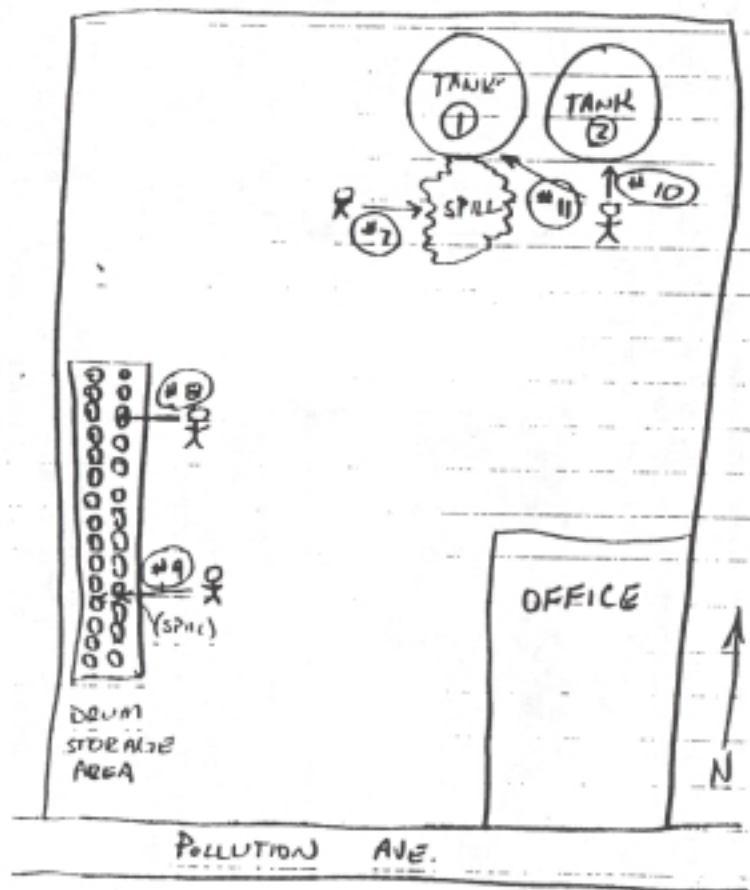 TANK
1
TANK
2
SPILL
#7
#11
#10
#8
#9
(SPILL)
OFFICE
DRUM
STORAGE
AREA
N
POLLUTION AVE.